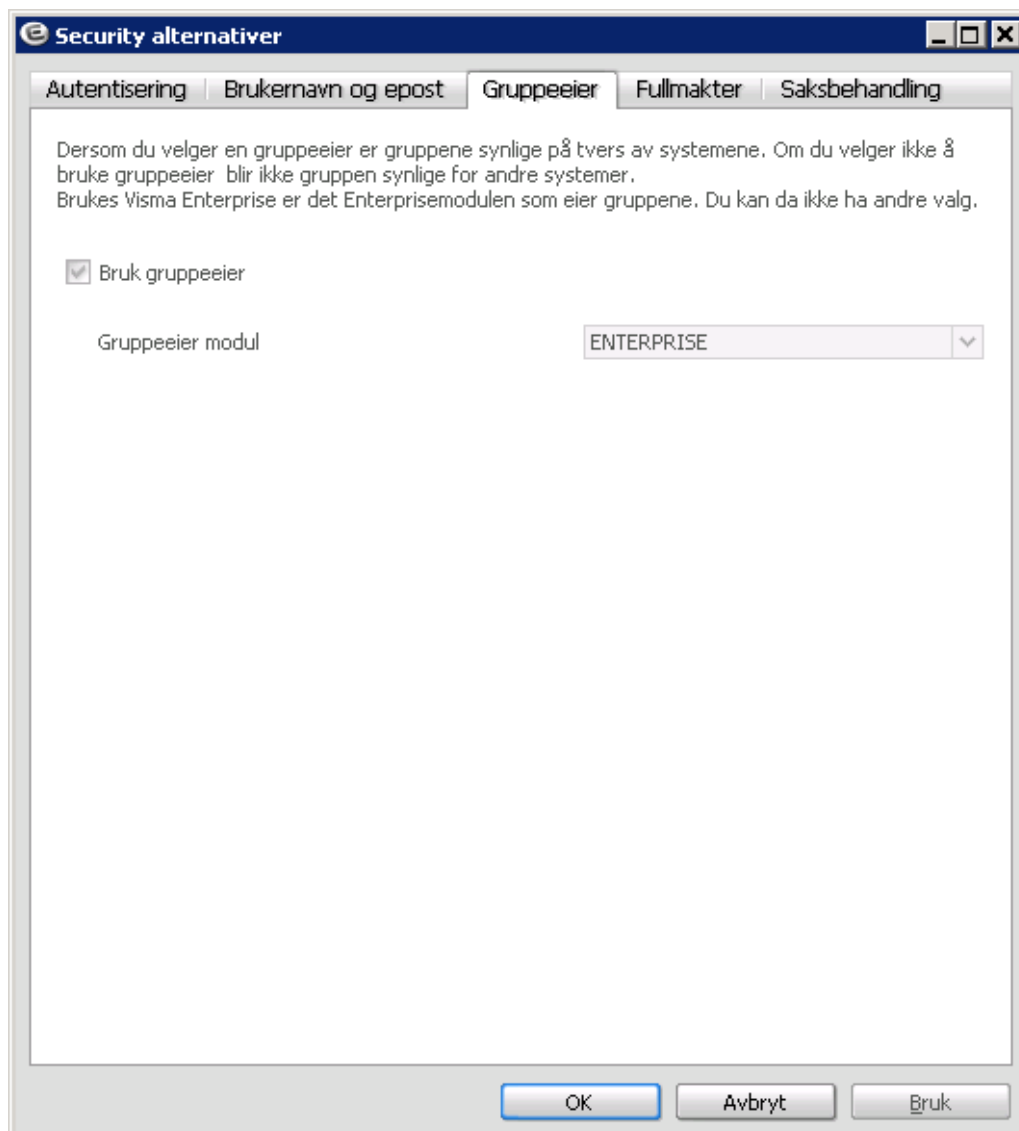 Security alternativer
Autentisering Brukernavn og epost Gruppeeier Fullmakter Saksbehandling
Dersom du velger en gruppeeier er gruppene synlige på tvers av systemene. Om du velger ikke å
bruke gruppeeier blir ikke gruppen synlige for andre systemer.
Brukes Visma Enterprise er det Enterprisemodulen som eier gruppene. Du kan da ikke ha andre valg.
Bruk gruppeeier
Gruppeeier modul ENTERPRISE
OK Avbryt Bruk